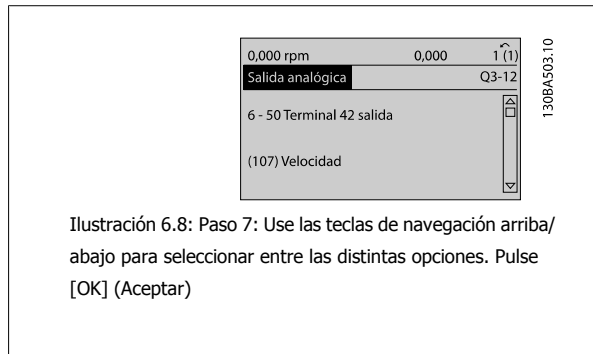 0,000 rpm 0,000 1 (1)
Salida analógica Q3-12
6 - 50 Terminal 42 salida
(107) Velocidad
130BA503.10
Ilustración 6.8: Paso 7: Use las teclas de navegación arriba/
abajo para seleccionar entre las distintas opciones. Pulse
[OK] (Aceptar)